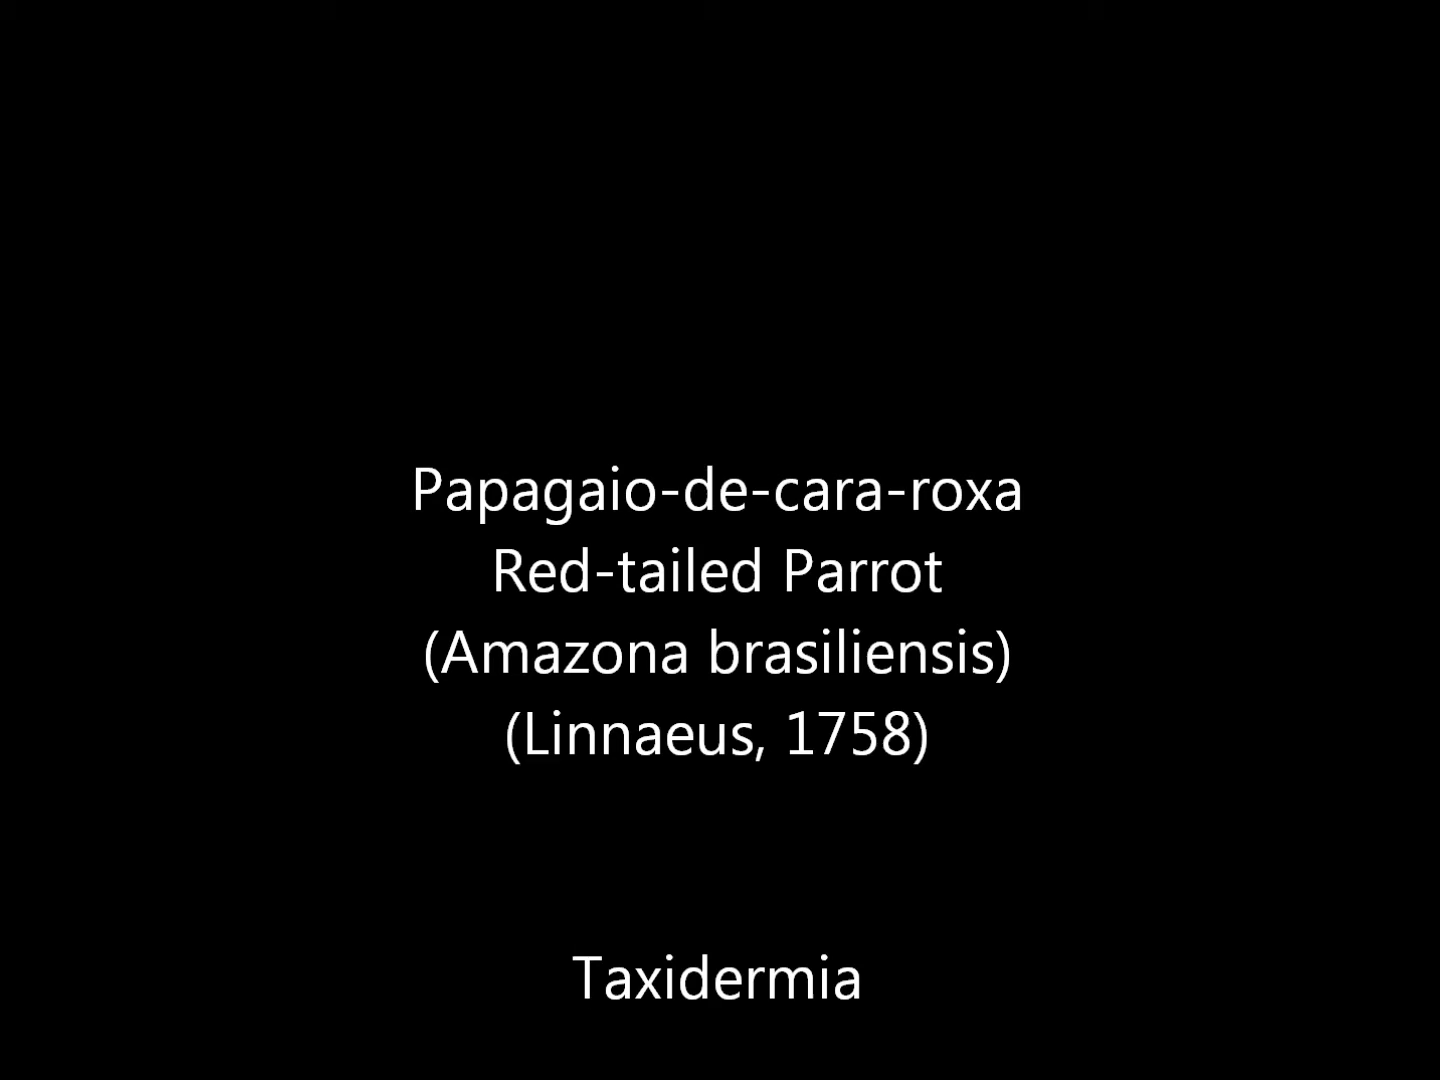 Papagaio-de-cara-roxa
Red-tailed Parrot
(Amazona brasiliensis)
(Linnaeus, 1758)
Taxidermia